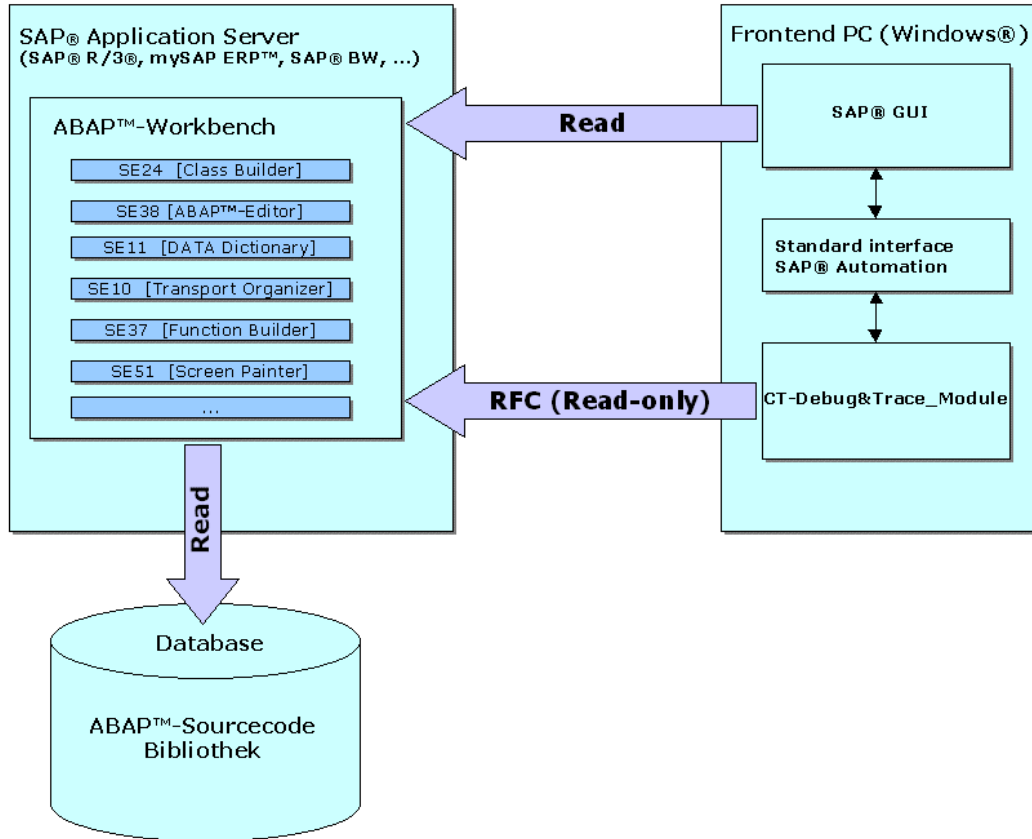 SAP® Application Server
(SAP® R/3®, mySAP ERP™, SAP® BW, ...)
ABAP™-Workbench
SE24 [Class Builder]
SE38 [ABAP™-Editor]
SE11 [DATA Dictionary]
SE10 [Transport Organizer]
SE37 [Function Builder]
SE51 [Screen Painter]
...
Read
RFC (Read-only)
Frontend PC (Windows®)
SAP® GUI
Standard interface
SAP® Automation
CT-Debug&Trace_Module
Read
Database
ABAP™-Sourcecode
Bibliothek